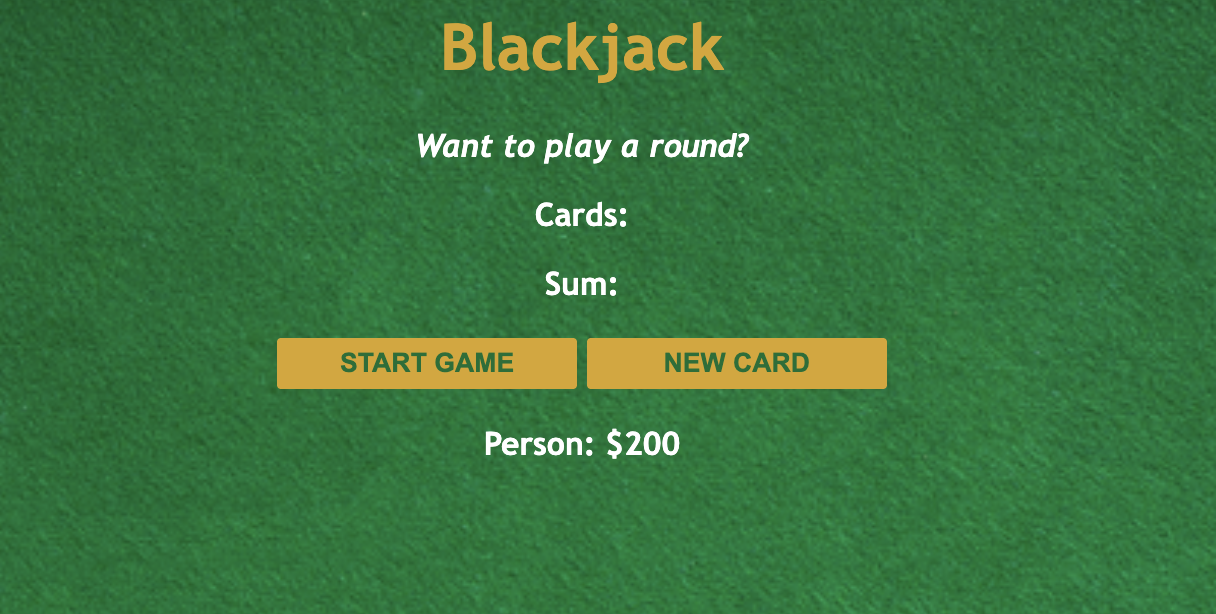 Blackjack
Want to play a round?
Cards:
Sum:
START GAME NEW CARD
Person: $200